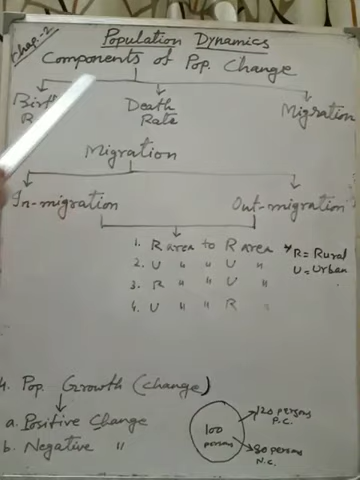 Chap.-2
Population Dynamics
Components of Pop. Change
Death Rate
Migration
Migration
In-migration
Out-migration
1. R area to R area
2. U " " U "
3. R " " U "
4. U " " R "
* R = Rural
U = Urban
4. Pop. Growth (change)
a. Positive Change
b. Negative "
100 persons
120 persons P.C.
80 persons N.C.